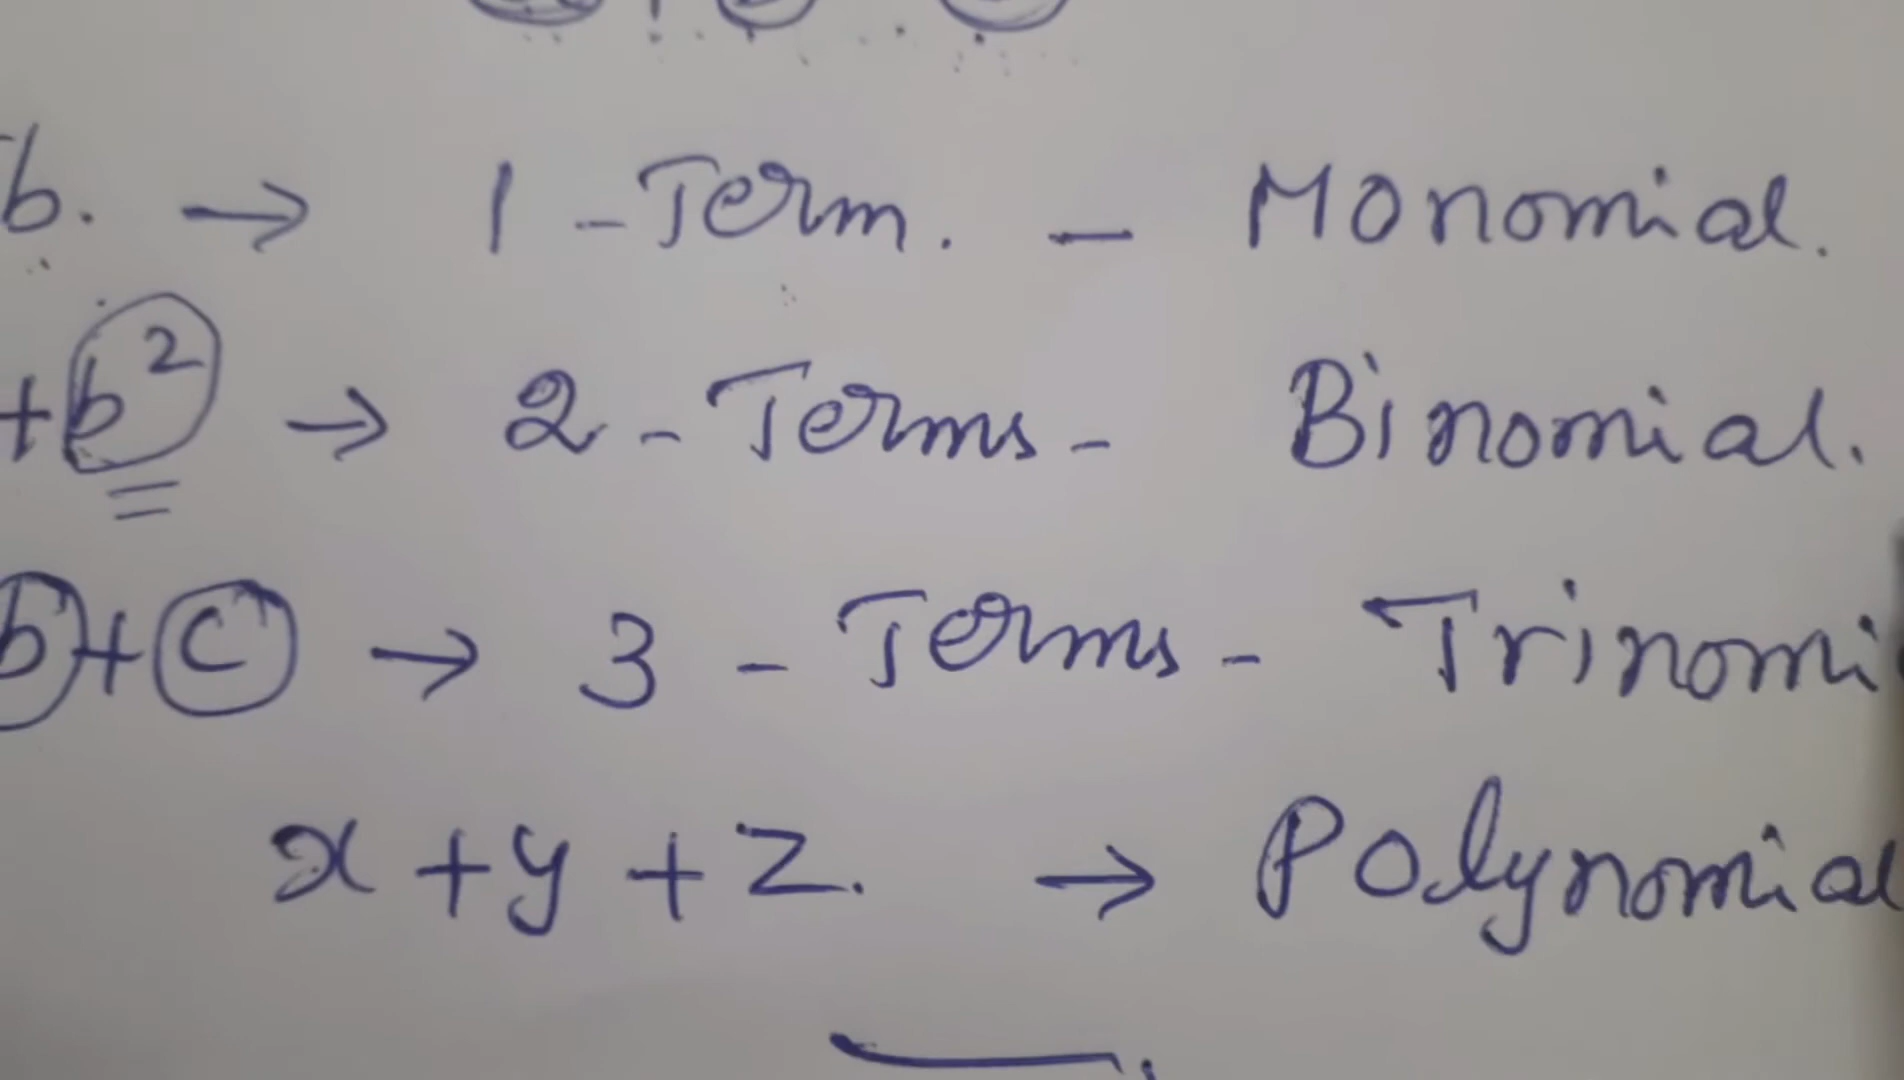 b. → 1 - Term. - Monomial.
+b² → 2 - Terms - Binomial.
b + c → 3 - Terms - Trinomi
x + y + z. → Polynomial